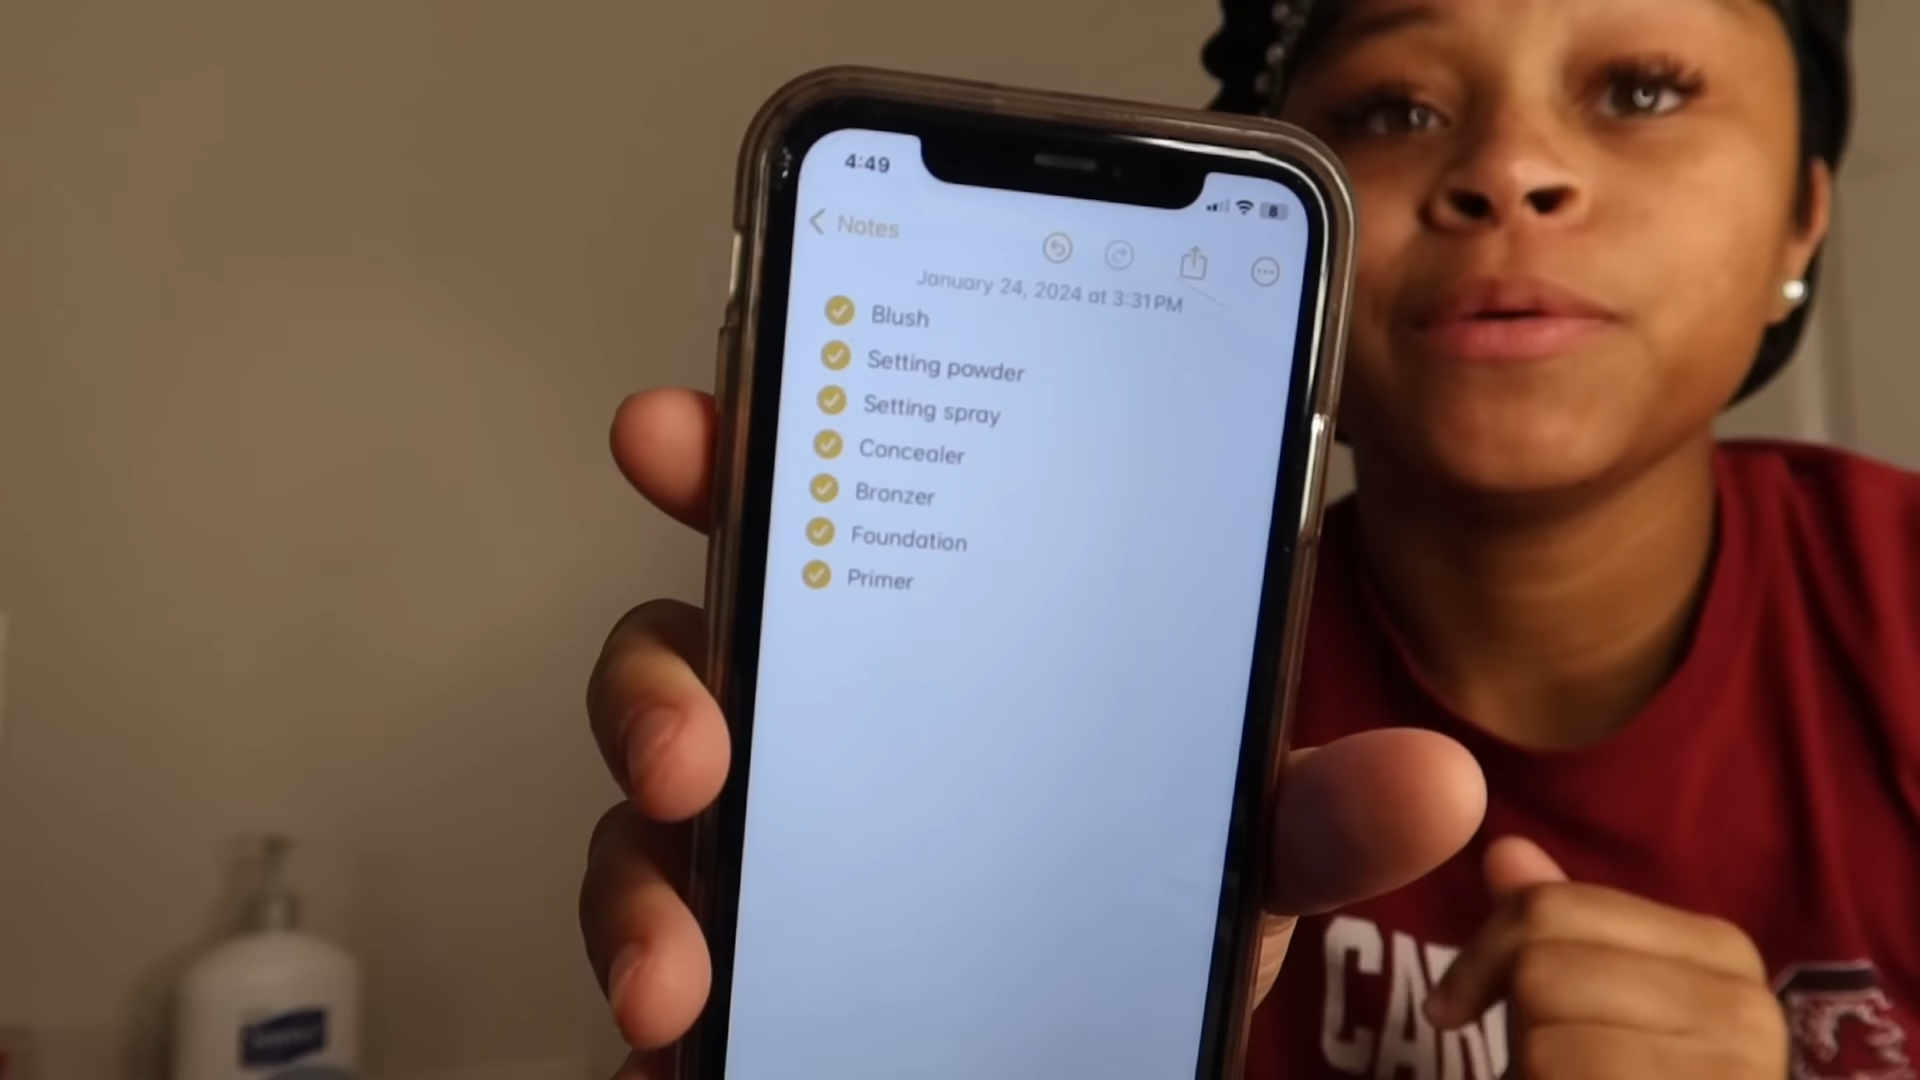 4:49
Notes
January 24, 2024 at 3:31 PM
Blush
Setting powder
Setting spray
Concealer
Bronzer
Foundation
Primer